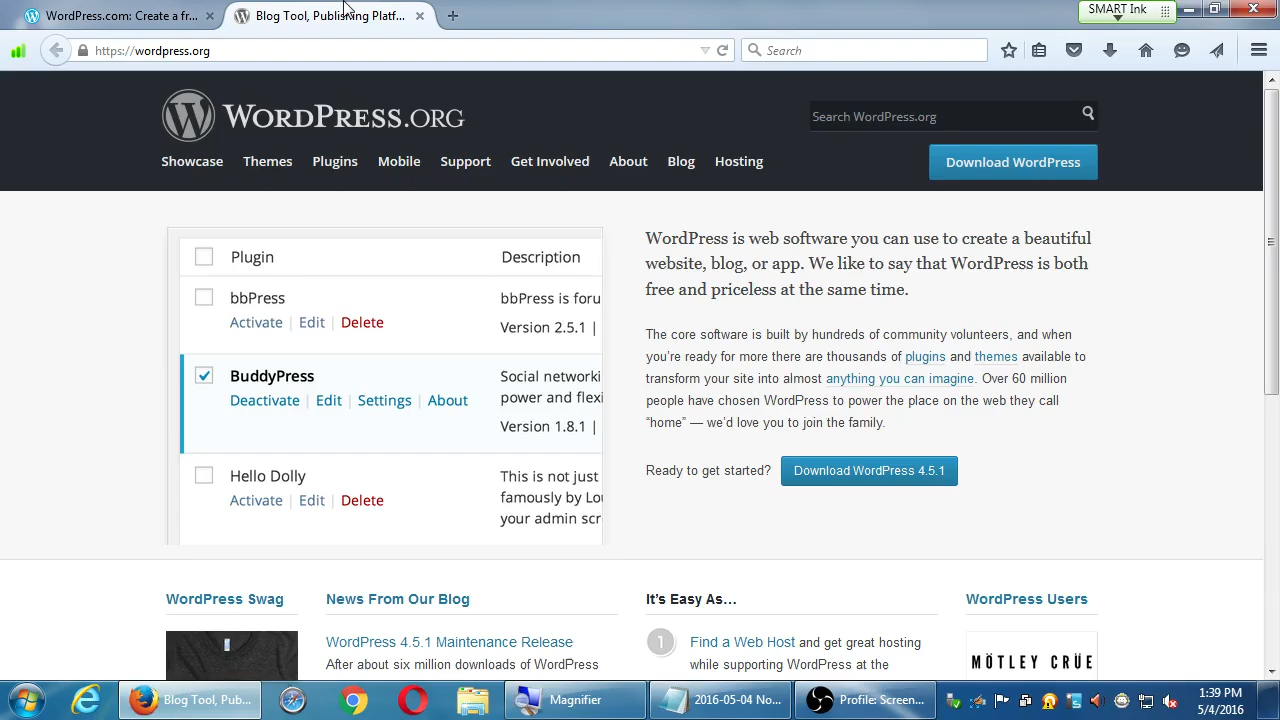 WordPress.com: Create a fr...
Blog Tool, Publishing Platf...
SMART Ink
https://wordpress.org
Search
WORDPRESS.ORG
Search WordPress.org
Showcase Themes Plugins Mobile Support Get Involved About Blog Hosting
Download WordPress
Plugin Description
bbPress bbPress is foru
Activate | Edit | Delete Version 2.5.1 |
BuddyPress Social networki
Deactivate | Edit | Settings | About power and flexi
Version 1.8.1 |
Hello Dolly This is not just
Activate | Edit | Delete famously by Lou
your admin scr
WordPress is web software you can use to create a beautiful
website, blog, or app. We like to say that WordPress is both
free and priceless at the same time.
The core software is built by hundreds of community volunteers, and when
you’re ready for more there are thousands of plugins and themes available to
transform your site into almost anything you can imagine. Over 60 million
people have chosen WordPress to power the place on the web they call
“home” — we’d love you to join the family.
Ready to get started? Download WordPress 4.5.1
WordPress Swag
News From Our Blog
WordPress 4.5.1 Maintenance Release
After about six million downloads of WordPress
It’s Easy As…
1 Find a Web Host and get great hosting
while supporting WordPress at the
WordPress Users
MÖTLEY CRÜE
Blog Tool, Pub...
Magnifier
2016-05-04 No...
Profile: Screen...
1:39 PM
5/4/2016